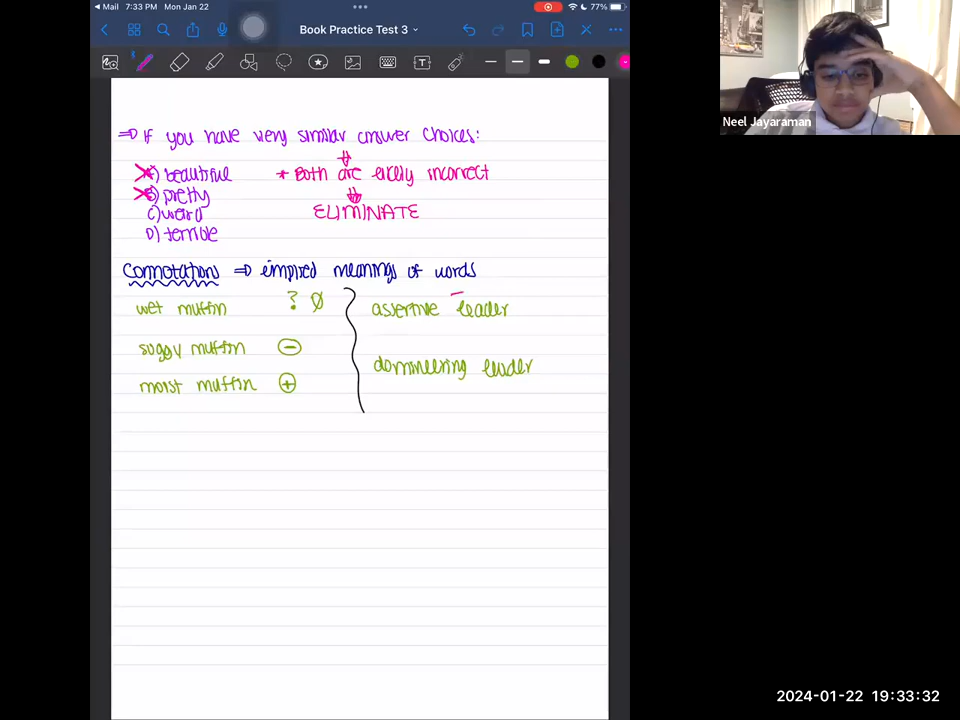 Mail 7:33 PM Mon Jan 22
77%
Book Practice Test 3
⇒ If you have very similar answer choices:
A) beautiful
* Both are likely incorrect
B) pretty
ELIMINATE
C) weird
D) terrible
Connotations ⇒ implied meanings of words
wet muffin ? Ø
assertive leader
soggy muffin ⊖
domineering leader
moist muffin ⊕
Neel Jayaraman
2024-01-22 19:33:32